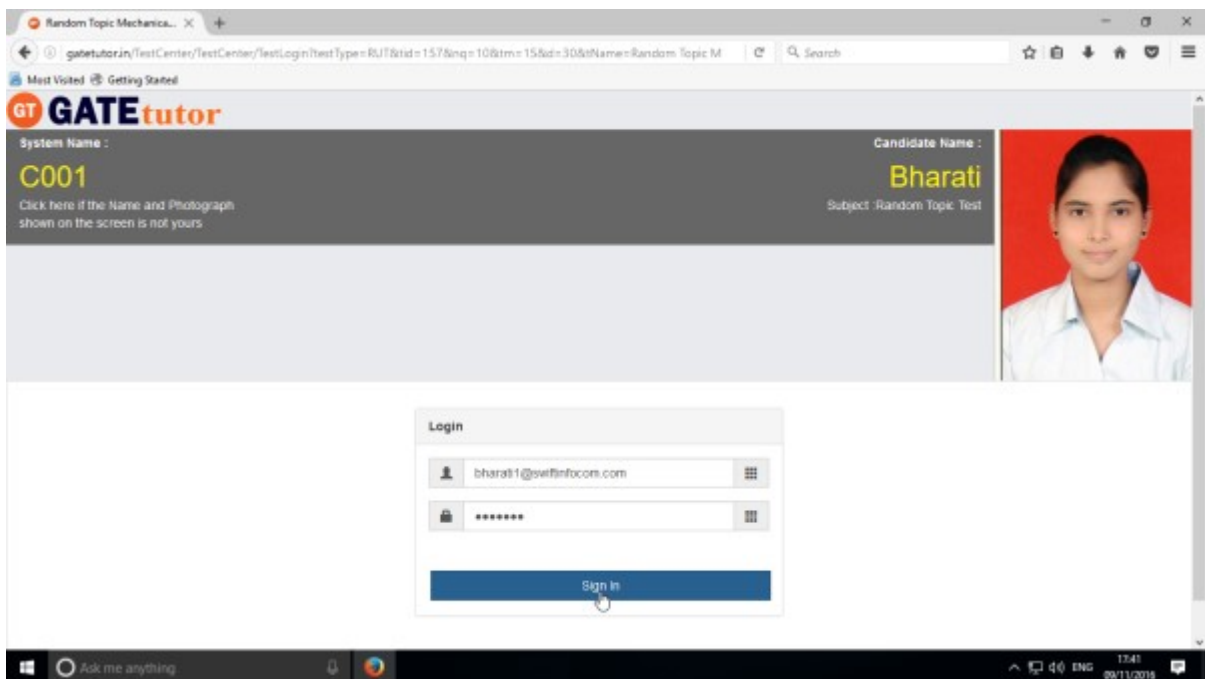 Random Topic Mechanica...
gatetutor.in/TestCenter/TestCenter/TestLogin?testType=RUT&tid=157&nq=10&tm=15&sd=30&tName=Random Topic M
Search
Most Visited Getting Started
GT GATEtutor
System Name :
C001
Click here if the Name and Photograph
shown on the screen is not yours
Candidate Name :
Bharati
Subject :Random Topic Test
Login
bharati1@swiftinfocom.com
Sign In
Ask me anything
ENG
17:41
09/11/2016